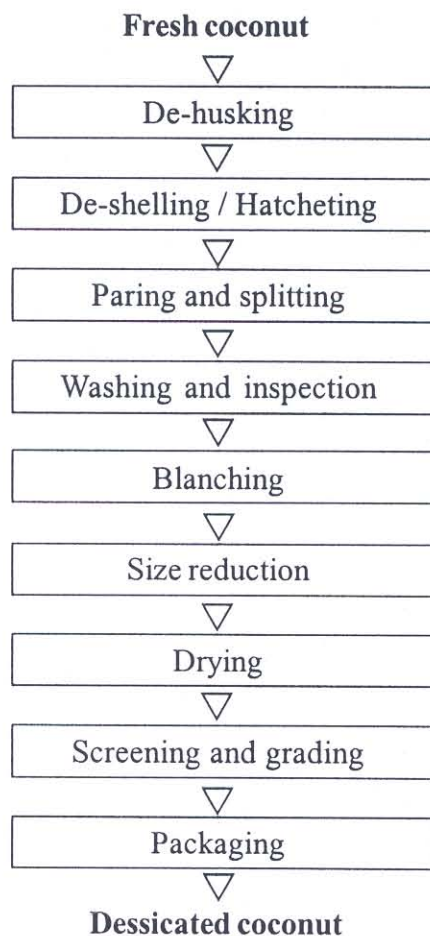 Fresh coconut
De-husking
De-shelling / Hatcheting
Paring and splitting
Washing and inspection
Blanching
Size reduction
Drying
Screening and grading
Packaging
Dessicated coconut